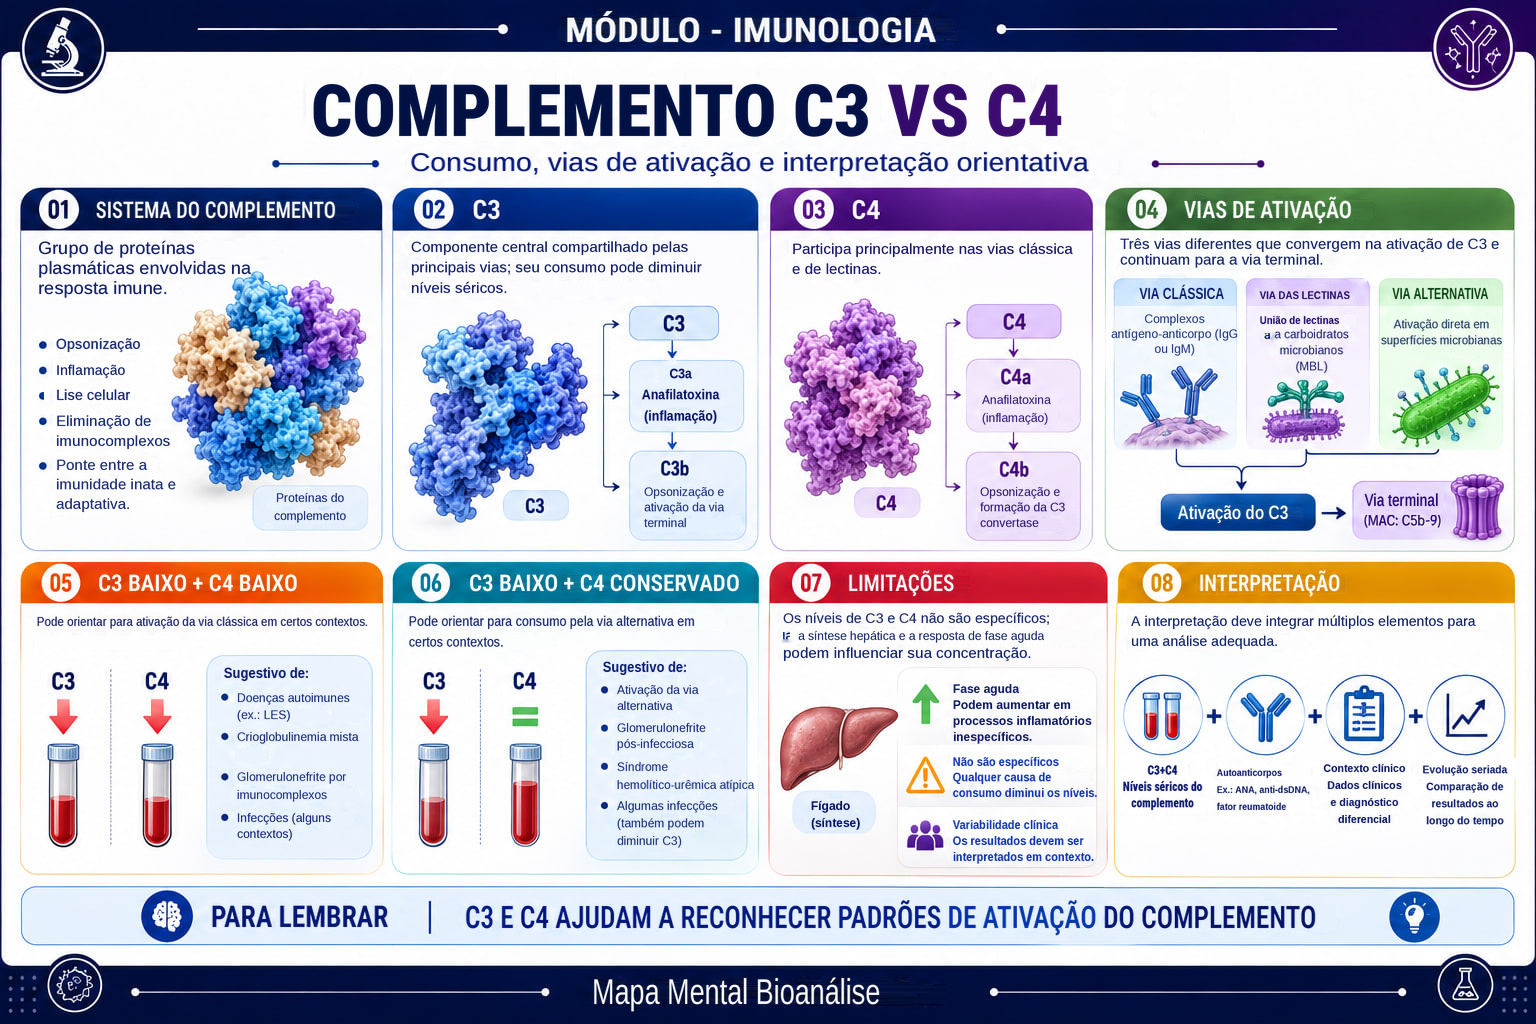 MÓDULO - IMUNOLOGIA
COMPLEMENTO C3 VS C4
Consumo, vias de ativação e interpretação orientativa
01 SISTEMA DO COMPLEMENTO
Grupo de proteínas
plasmáticas envolvidas na
resposta imune.
Opsonização
Inflamação
Lise celular
Eliminação de
imunocomplexos
Ponte entre a
imunidade inata e
adaptativa.
Proteínas do
complemento
02 C3
Componente central compartilhado pelas
principais vias; seu consumo pode diminuir
níveis séricos.
C3
C3a
Anafilatoxina
(inflamação)
C3b
Opsonização e
ativação da via
terminal
C3
03 C4
Participa principalmente nas vias clássica
e de lectinas.
C4
C4a
Anafilatoxina
(inflamação)
C4b
Opsonização e
formação da C3
convertase
C4
04 VIAS DE ATIVAÇÃO
Três vias diferentes que convergem na ativação de C3 e
continuam para a via terminal.
VIA CLÁSSICA
Complexos
antígeno-anticorpo (IgG
ou IgM)
VIA DAS LECTINAS
União de lectinas
a a carboidratos
microbianos
(MBL)
VIA ALTERNATIVA
Ativação direta em
superfícies microbianas
Ativação do C3
Via terminal
(MAC: C5b-9)
05 C3 BAIXO + C4 BAIXO
Pode orientar para ativação da via clássica em certos contextos.
C3 C4
Sugestivo de:
Doenças autoimunes
(ex.: LES)
Crioglobulinemia mista
Glomerulonefrite por
imunocomplexos
Infecções (alguns
contextos)
06 C3 BAIXO + C4 CONSERVADO
Pode orientar para consumo pela via alternativa em
certos contextos.
C3 C4
Sugestivo de:
Ativação da via
alternativa
Glomerulonefrite
pós-infecciosa
Síndrome
hemolítico-urêmica atípica
Algumas infecções
(também podem
diminuir C3)
07 LIMITAÇÕES
Os níveis de C3 e C4 não são específicos;
a síntese hepática e a resposta de fase aguda
podem influenciar sua concentração.
Fígado
(síntese)
Fase aguda
Podem aumentar em
processos inflamatórios
inespecíficos.
Não são específicos
Qualquer causa de
consumo diminui os níveis.
Variabilidade clínica
Os resultados devem ser
interpretados em contexto.
08 INTERPRETAÇÃO
A interpretação deve integrar múltiplos elementos para
uma análise adequada.
C3+C4
Níveis séricos do
complemento
Autoanticorpos
Ex.: ANA, anti-dsDNA,
fator reumatoide
Contexto clínico
Dados clínicos
e diagnóstico
diferencial
Evolução seriada
Comparação de
resultados ao
longo do tempo
PARA LEMBRAR | C3 E C4 AJUDAM A RECONHECER PADRÕES DE ATIVAÇÃO DO COMPLEMENTO
Mapa Mental Bioanálise